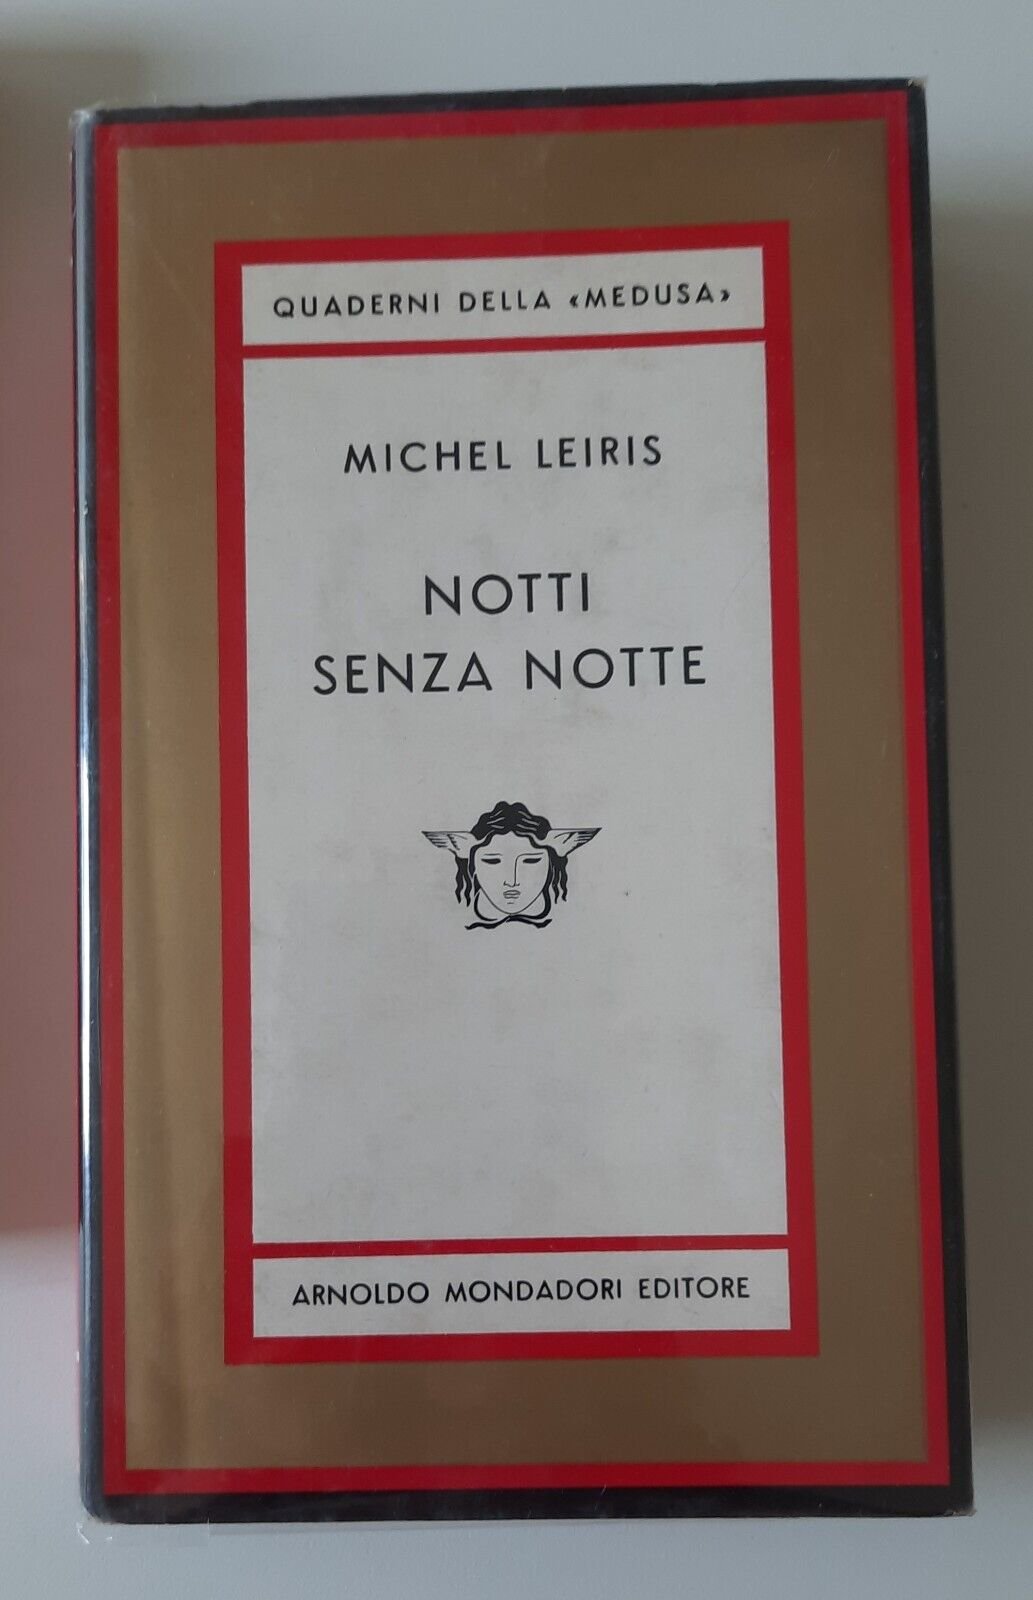 QUADERNI DELLA «MEDUSA»
MICHEL LEIRIS
NOTTI
SENZA NOTTE
ARNOLDO MONDADORI EDITORE